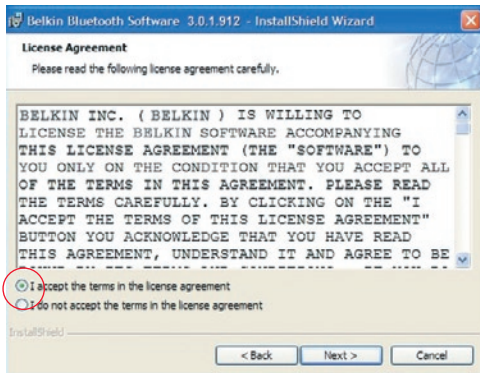 Belkin Bluetooth Software 3.0.1.912 - InstallShield Wizard
License Agreement
Please read the following license agreement carefully.
BELKIN INC. ( BELKIN ) IS WILLING TO
LICENSE THE BELKIN SOFTWARE ACCOMPANYING
THIS LICENSE AGREEMENT (THE "SOFTWARE") TO
YOU ONLY ON THE CONDITION THAT YOU ACCEPT ALL
OF THE TERMS IN THIS AGREEMENT. PLEASE READ
THE TERMS CAREFULLY. BY CLICKING ON THE "I
ACCEPT THE TERMS OF THIS LICENSE AGREEMENT"
BUTTON YOU ACKNOWLEDGE THAT YOU HAVE READ
THIS AGREEMENT, UNDERSTAND IT AND AGREE TO BE
I accept the terms in the license agreement
I do not accept the terms in the license agreement
InstallShield
< Back Next > Cancel